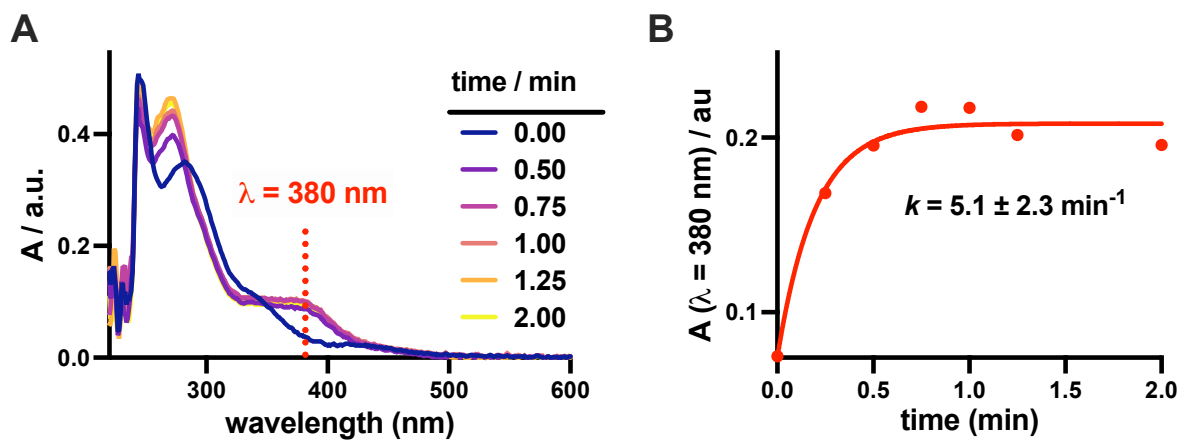 A
A / a.u.
0.4
0.2
0.0
300
400
500
600
wavelength (nm)
λ = 380 nm
time / min
0.00
0.50
0.75
1.00
1.25
2.00
B
A (λ = 380 nm) / au
0.2
0.1
0.0
0.5
1.0
1.5
2.0
time (min)
k = 5.1 ± 2.3 min⁻¹